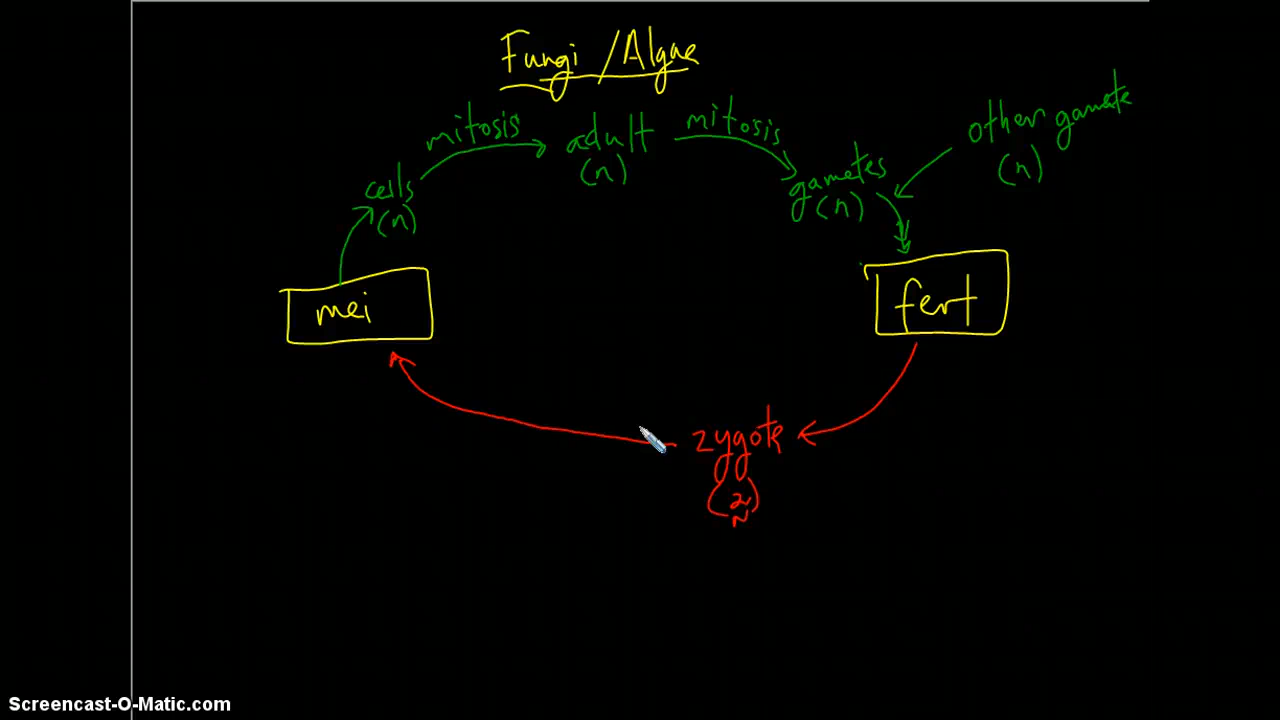 Fungi / Algae
mitosis
adult
(n)
mitosis
other gamete
(n)
cells
(n)
gametes
(n)
mei
fert
zygote
(2N)
Screencast-O-Matic.com